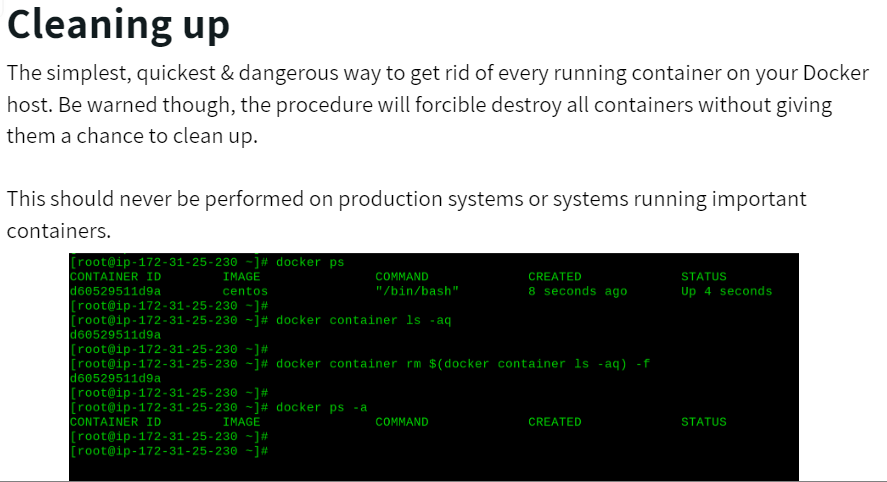 Cleaning up
The simplest, quickest & dangerous way to get rid of every running container on your Docker
host. Be warned though, the procedure will forcible destroy all containers without giving
them a chance to clean up.
This should never be performed on production systems or systems running important
containers.
[root@ip-172-31-25-230 ~]# docker ps
CONTAINER ID IMAGE COMMAND CREATED STATUS
d60529511d9a centos "/bin/bash" 8 seconds ago Up 4 seconds
[root@ip-172-31-25-230 ~]#
[root@ip-172-31-25-230 ~]# docker container ls -aq
d60529511d9a
[root@ip-172-31-25-230 ~]#
[root@ip-172-31-25-230 ~]# docker container rm $(docker container ls -aq) -f
d60529511d9a
[root@ip-172-31-25-230 ~]#
[root@ip-172-31-25-230 ~]# docker ps -a
CONTAINER ID IMAGE COMMAND CREATED STATUS
[root@ip-172-31-25-230 ~]#
[root@ip-172-31-25-230 ~]#